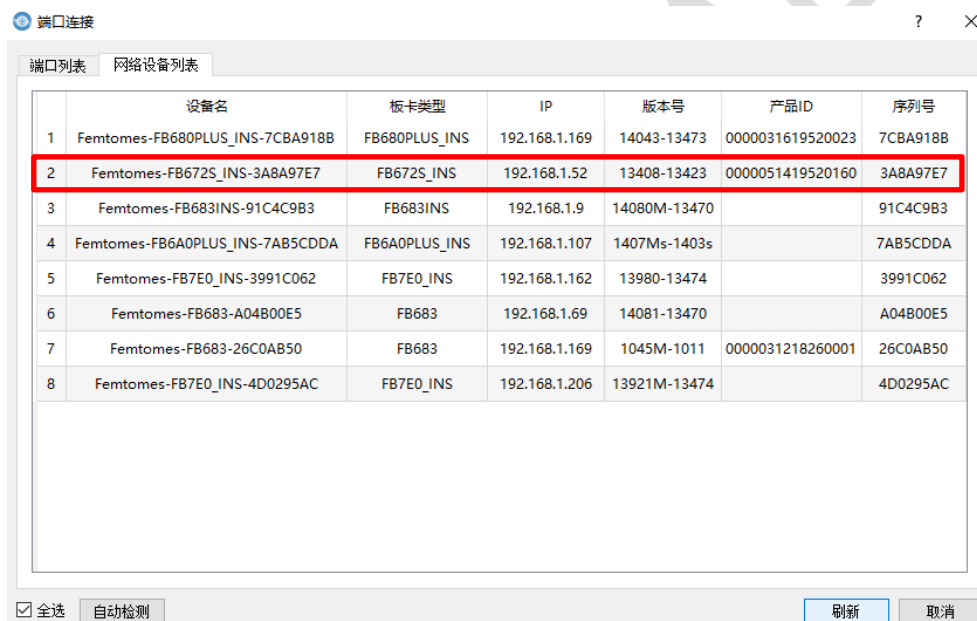 端口连接 ?
端口列表 网络设备列表
设备名 板卡类型 IP 版本号 产品ID 序列号
1 Femtomes-FB680PLUS_INS-7CBA918B FB680PLUS_INS 192.168.1.169 14043-13473 0000031619520023 7CBA918B
2 Femtomes-FB672S_INS-3A8A97E7 FB672S_INS 192.168.1.52 13408-13423 0000051419520160 3A8A97E7
3 Femtomes-FB683INS-91C4C9B3 FB683INS 192.168.1.9 14080M-13470 91C4C9B3
4 Femtomes-FB6A0PLUS_INS-7AB5CDDA FB6A0PLUS_INS 192.168.1.107 1407Ms-1403s 7AB5CDDA
5 Femtomes-FB7E0_INS-3991C062 FB7E0_INS 192.168.1.162 13980-13474 3991C062
6 Femtomes-FB683-A04B00E5 FB683 192.168.1.69 14081-13470 A04B00E5
7 Femtomes-FB683-26C0AB50 FB683 192.168.1.169 1045M-1011 0000031218260001 26C0AB50
8 Femtomes-FB7E0_INS-4D0295AC FB7E0_INS 192.168.1.206 13921M-13474 4D0295AC
全选 自动检测 刷新 取消